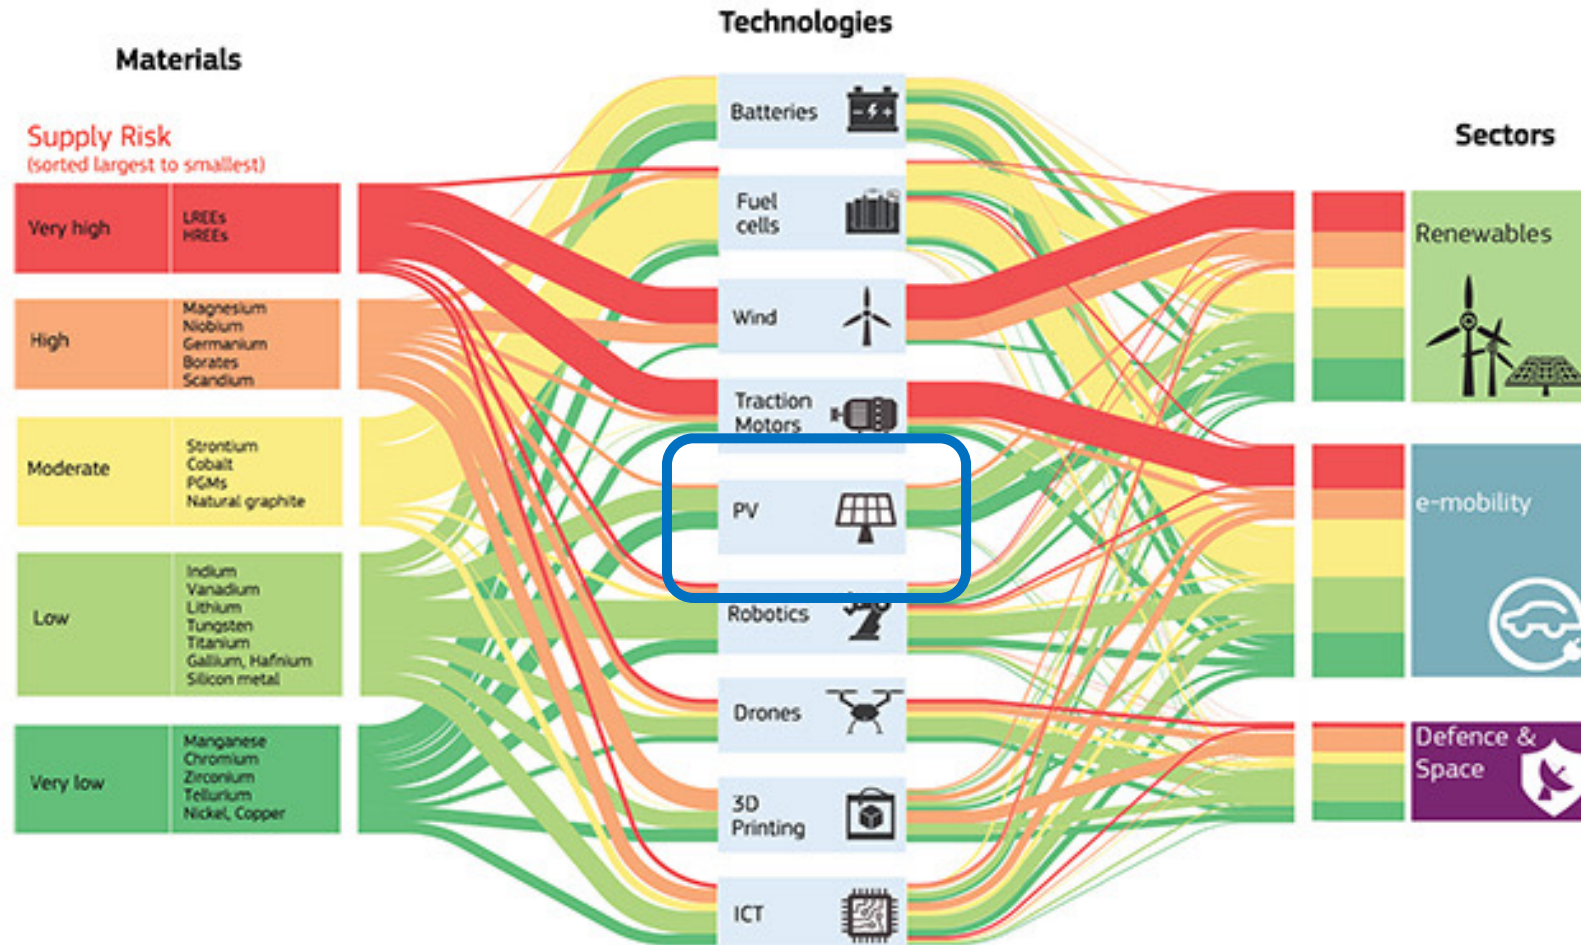 Technologies
Materials
Supply Risk
(sorted largest to smallest)
Very high
LREEs
HREEs
High
Magnesium
Niobium
Germanium
Borates
Scandium
Moderate
Strontium
Cobalt
PGMs
Natural graphite
Low
Indium
Vanadium
Lithium
Tungsten
Titanium
Gallium, Hafnium
Silicon metal
Very low
Manganese
Chromium
Zirconium
Tellurium
Nickel, Copper
Batteries
Fuel
cells
Wind
Traction
Motors
PV
Robotics
Drones
3D
Printing
ICT
Sectors
Renewables
e-mobility
Defence &
Space